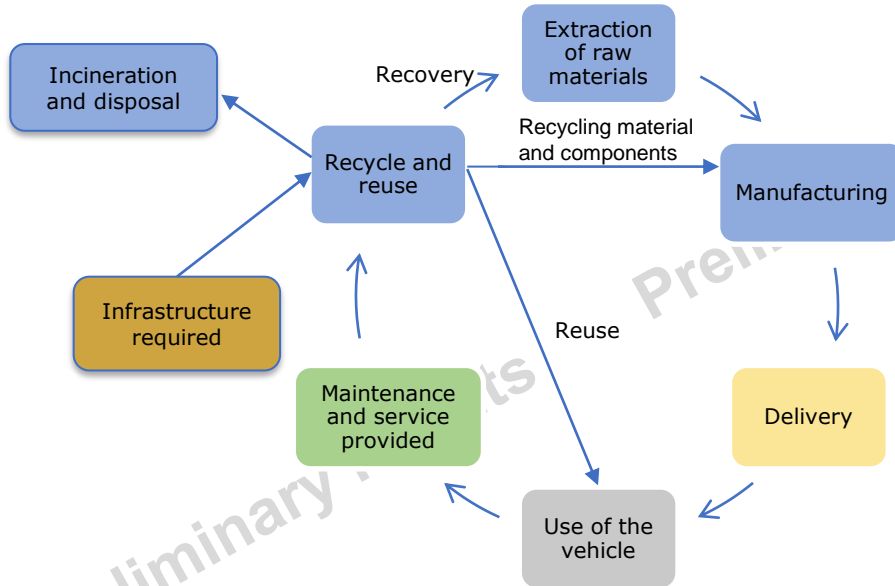 Extraction
of raw
materials
Incineration
and disposal
Recovery
Recycling material
and components
Recycle and
reuse
Manufacturing
Infrastructure
required
Reuse
Maintenance
and service
provided
Delivery
Use of the
vehicle